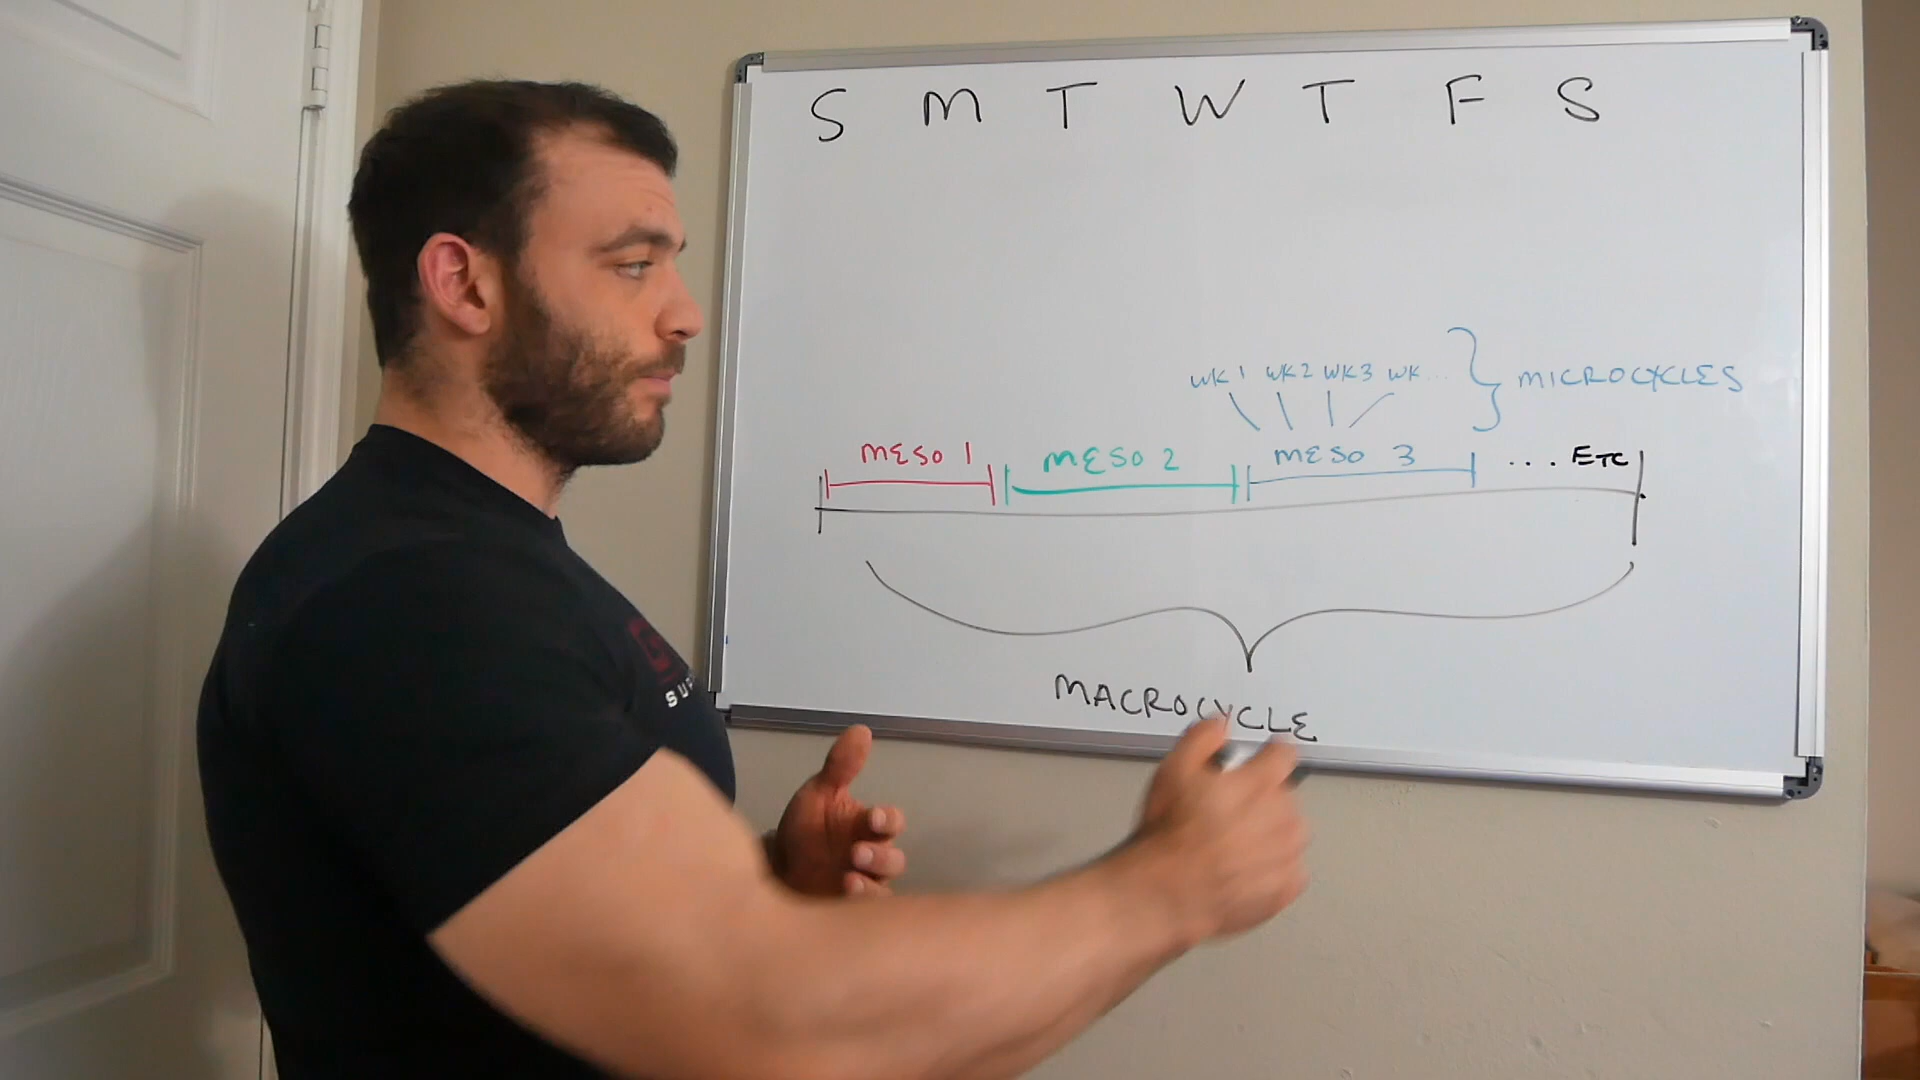 S M T W T F S
WK 1 WK 2 WK 3 WK...
MICROCYCLES
MESO 1 MESO 2 MESO 3 ... ETC
MACROCYCLE